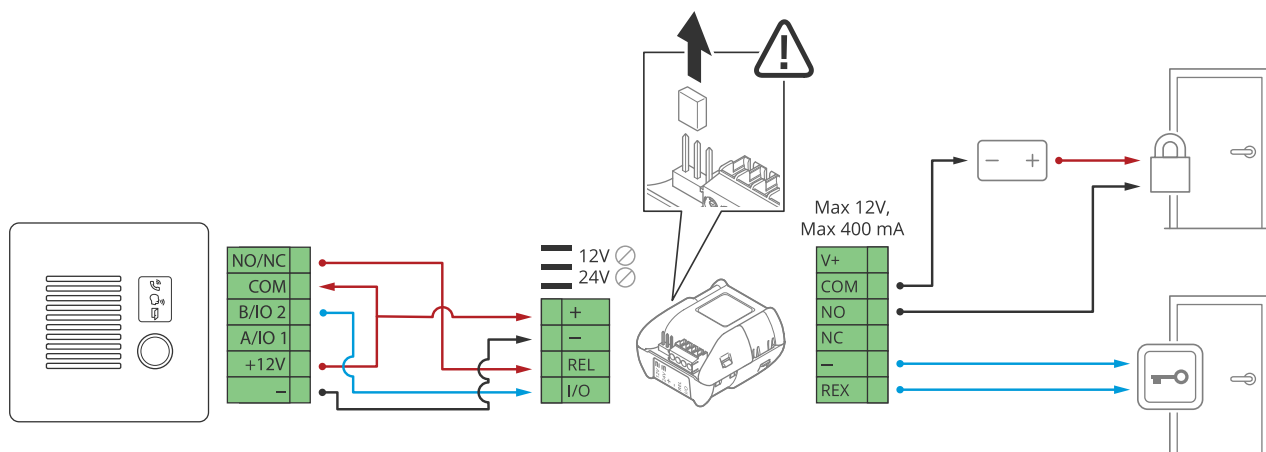 NO/NC
COM
B/IO 2
A/IO 1
+12V
–
12V
24V
+
–
REL
I/O
!
– +
Max 12V,
Max 400 mA
V+
COM
NO
NC
–
REX